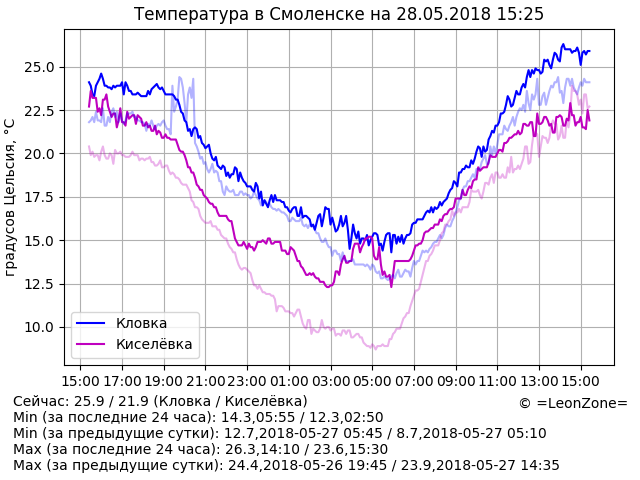 Температура в Смоленске на 28.05.2018 15:25
градусов Цельсия, °C
25.0
22.5
20.0
17.5
15.0
12.5
10.0
Кловка
Киселёвка
15:00 17:00 19:00 21:00 23:00 01:00 03:00 05:00 07:00 09:00 11:00 13:00 15:00
Сейчас: 25.9 / 21.9 (Кловка / Киселёвка)
© =LeonZone=
Min (за последние 24 часа): 14.3,05:55 / 12.3,02:50
Min (за предыдущие сутки): 12.7,2018-05-27 05:45 / 8.7,2018-05-27 05:10
Max (за последние 24 часа): 26.3,14:10 / 23.6,15:30
Max (за предыдущие сутки): 24.4,2018-05-26 19:45 / 23.9,2018-05-27 14:35